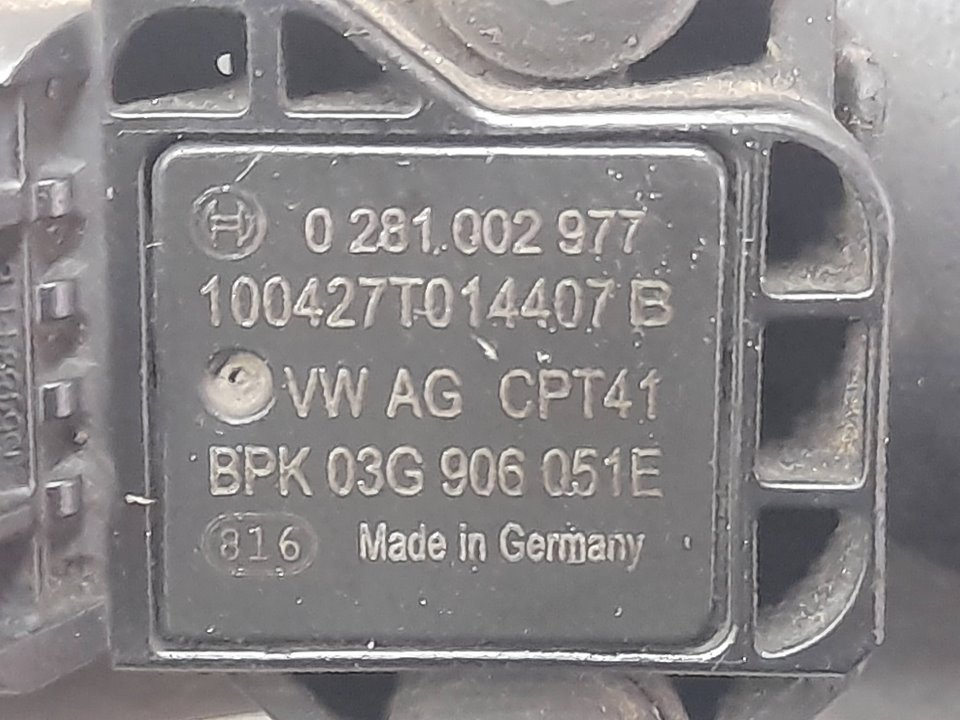 0 281 002 977
100427T014407 B
VW AG CPT41
BPK 03G 906 051E
816 Made in Germany